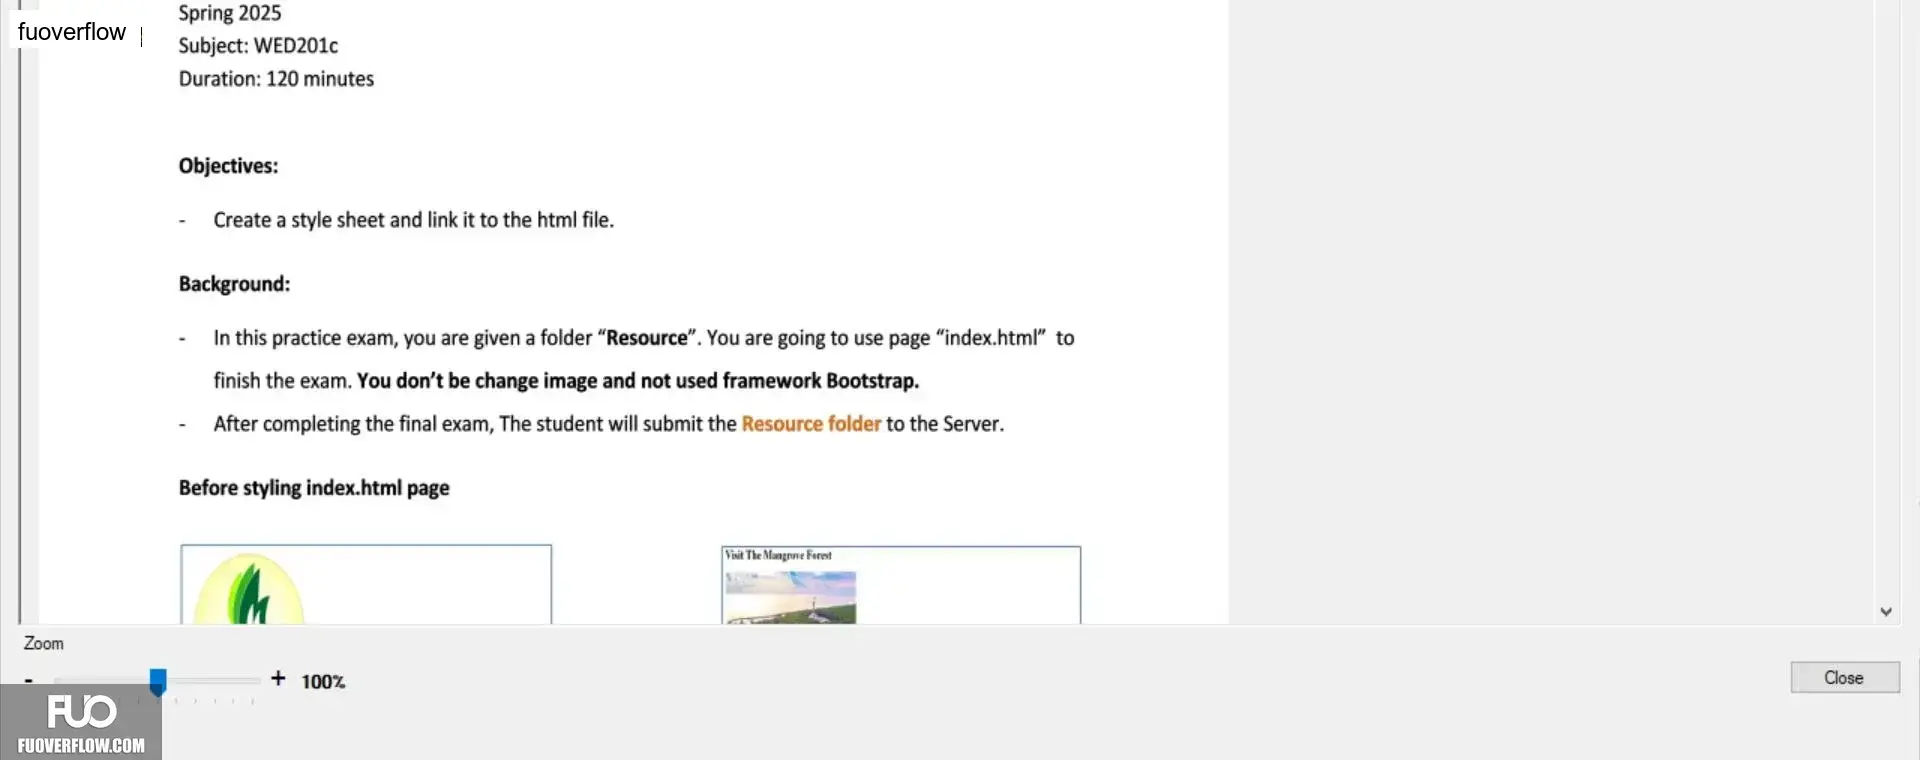 Spring 2025
fuoverflow
Subject: WED201c
Duration: 120 minutes
Objectives:
- Create a style sheet and link it to the html file.
Background:
- In this practice exam, you are given a folder “Resource”. You are going to use page “index.html” to
finish the exam. You don’t be change image and not used framework Bootstrap.
- After completing the final exam, The student will submit the Resource folder to the Server.
Before styling index.html page
Visit The Mangrove Forest
Zoom
- + 100%
Close
FUO
FUOVERFLOW.COM